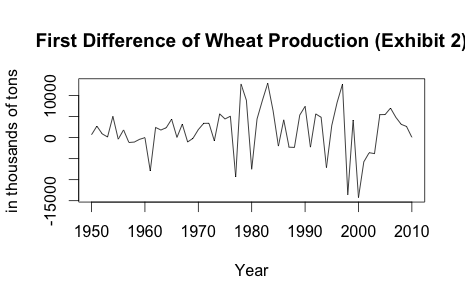 First Difference of Wheat Production (Exhibit 2)
in thousands of tons
10000
0
-15000
1950 1960 1970 1980 1990 2000 2010
Year